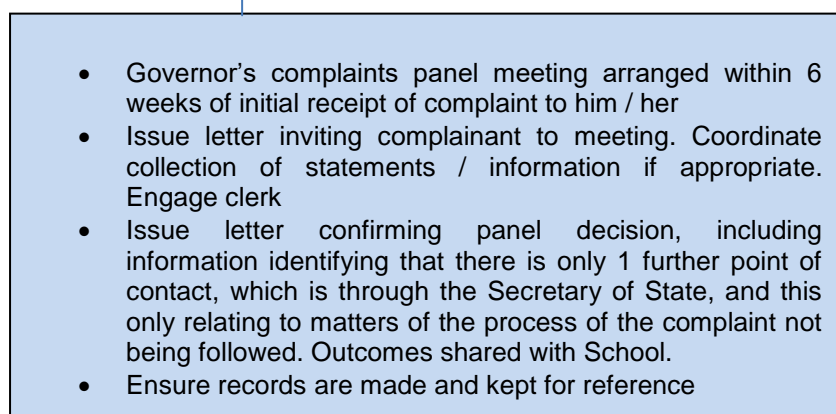 • Governor's complaints panel meeting arranged within 6
weeks of initial receipt of complaint to him / her
• Issue letter inviting complainant to meeting. Coordinate
collection of statements / information if appropriate.
Engage clerk
• Issue letter confirming panel decision, including
information identifying that there is only 1 further point of
contact, which is through the Secretary of State, and this
only relating to matters of the process of the complaint not
being followed. Outcomes shared with School.
• Ensure records are made and kept for reference